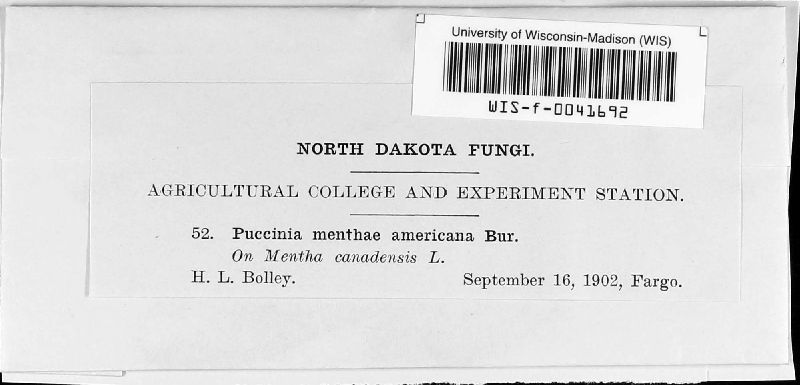 University of Wisconsin-Madison (WIS)
WIS-f-0041692
NORTH DAKOTA FUNGI.
AGRICULTURAL COLLEGE AND EXPERIMENT STATION.
52. Puccinia menthae americana Bur.
On Mentha canadensis L.
H. L. Bolley. September 16, 1902, Fargo.